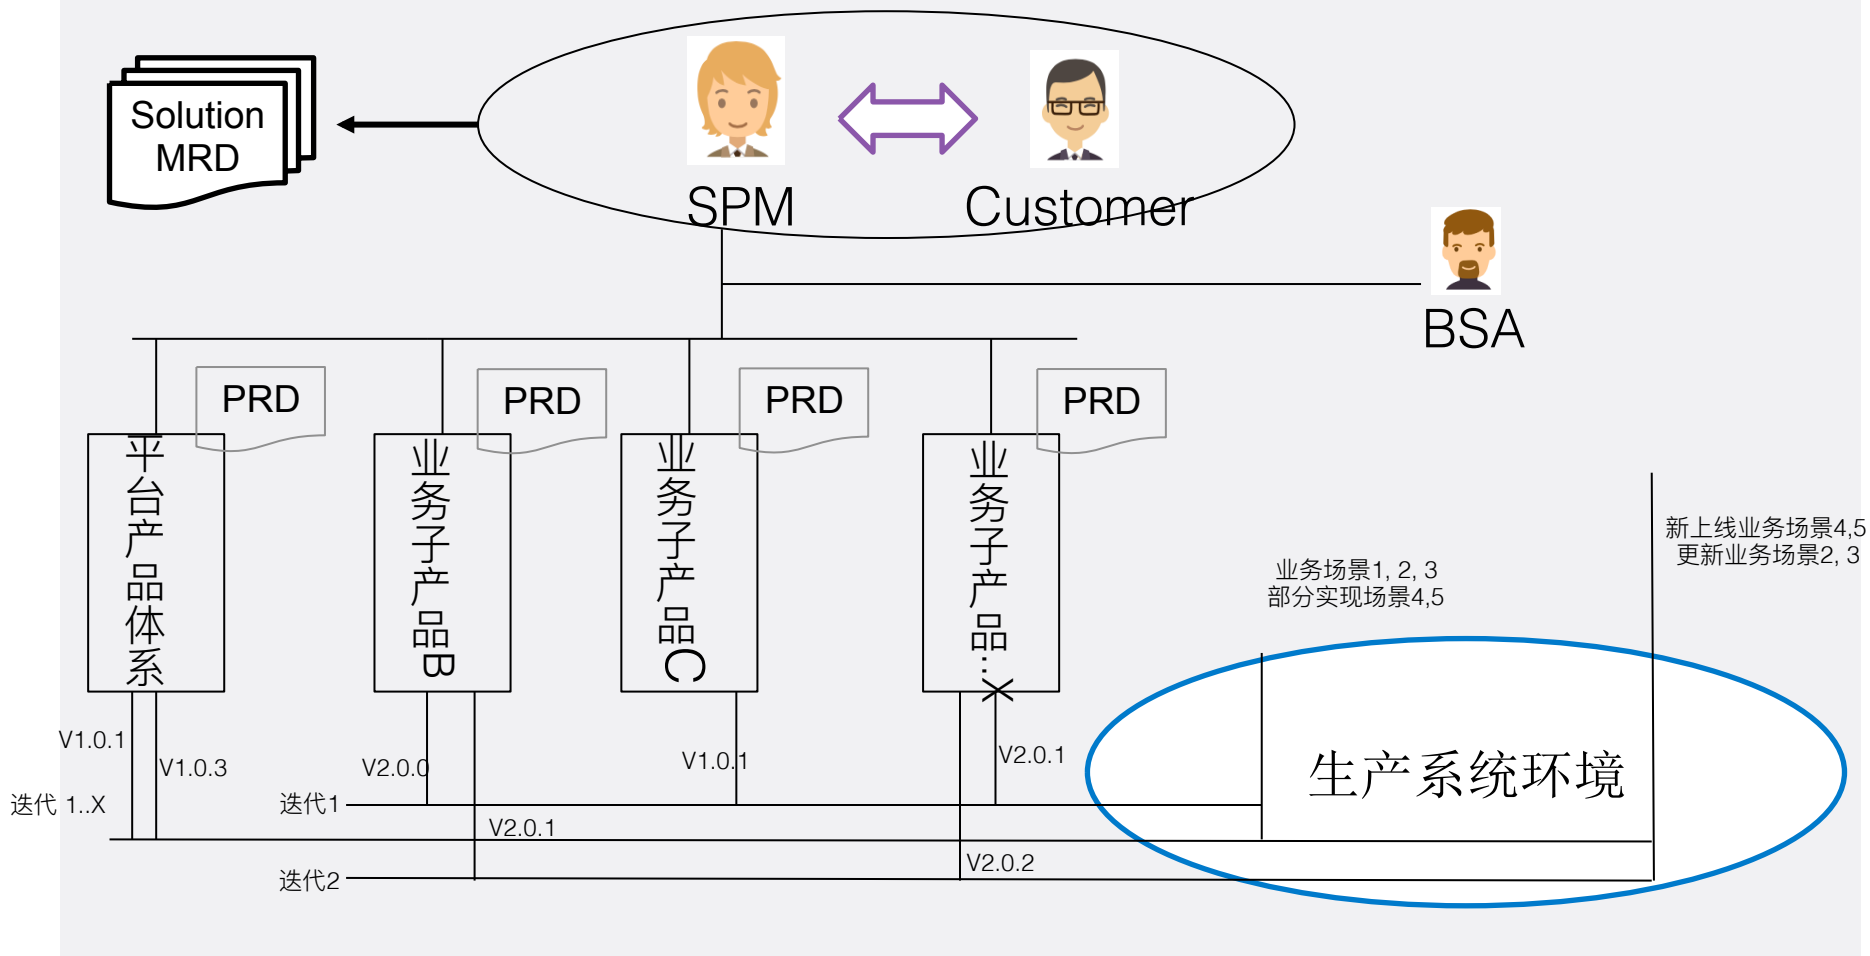 Solution
MRD
SPM
Customer
BSA
PRD
PRD
PRD
PRD
平台产品体系
业务子产品B
业务子产品C
业务子产品...X
新上线业务场景4,5
更新业务场景2, 3
业务场景1, 2, 3
部分实现场景4,5
生产系统环境
V1.0.1
V1.0.3
V2.0.0
V1.0.1
V2.0.1
迭代 1..X
迭代1
V2.0.1
V2.0.2
迭代2